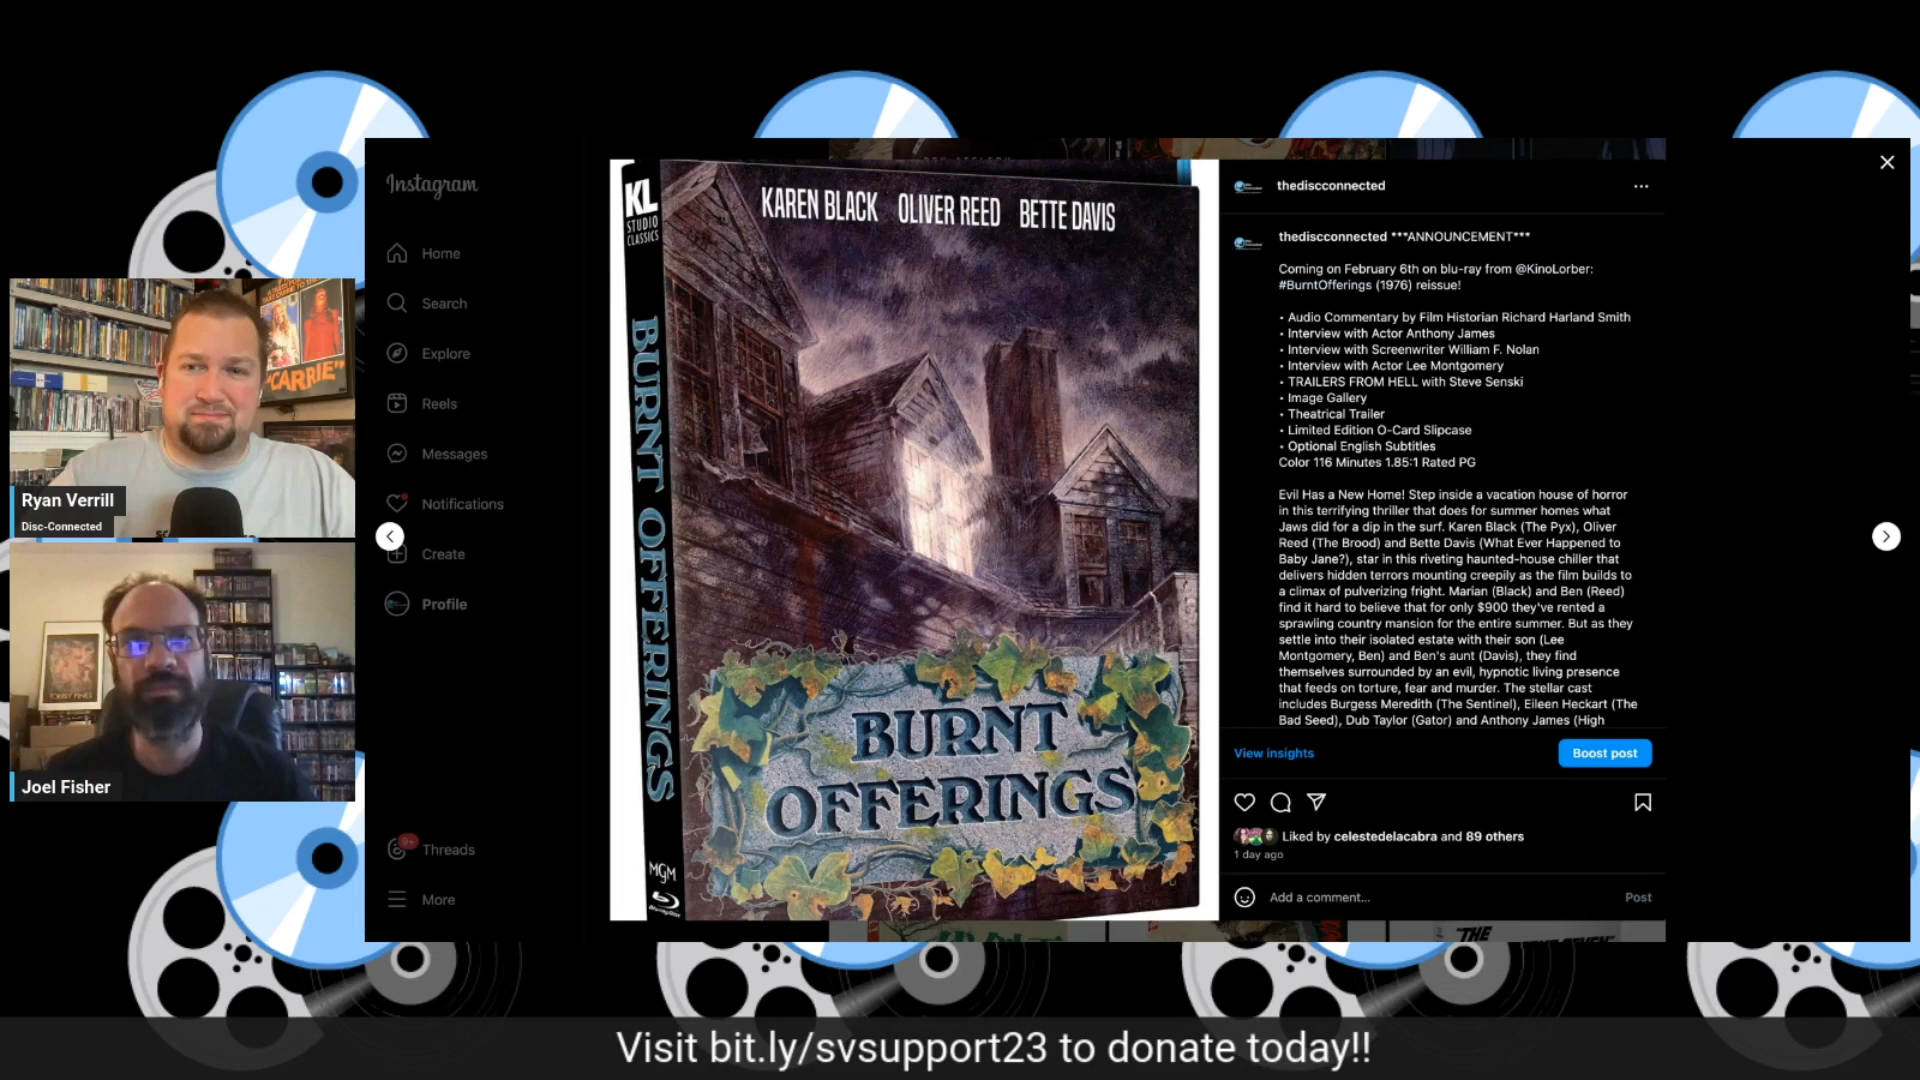 Instagram
Home
Search
Explore
Reels
Messages
Notifications
Create
Profile
9+
Threads
More
"CARRIE"
Ryan Verrill
Disc-Connected
Joel Fisher
KL
STUDIO
CLASSICS
BURNT OFFERINGS
MGM
Blu-ray Disc
KAREN BLACK OLIVER REED BETTE DAVIS
BURNT
OFFERINGS
thediscconnected
thediscconnected ***ANNOUNCEMENT***
Coming on February 6th on blu-ray from @KinoLorber:
#BurntOfferings (1976) reissue!
• Audio Commentary by Film Historian Richard Harland Smith
• Interview with Actor Anthony James
• Interview with Screenwriter William F. Nolan
• Interview with Actor Lee Montgomery
• TRAILERS FROM HELL with Steve Senski
• Image Gallery
• Theatrical Trailer
• Limited Edition O-Card Slipcase
• Optional English Subtitles
Color 116 Minutes 1.85:1 Rated PG
Evil Has a New Home! Step inside a vacation house of horror
in this terrifying thriller that does for summer homes what
Jaws did for a dip in the surf. Karen Black (The Pyx), Oliver
Reed (The Brood) and Bette Davis (What Ever Happened to
Baby Jane?), star in this riveting haunted-house chiller that
delivers hidden terrors mounting creepily as the film builds to
a climax of pulverizing fright. Marian (Black) and Ben (Reed)
find it hard to believe that for only $900 they've rented a
sprawling country mansion for the entire summer. But as they
settle into their isolated estate with their son (Lee
Montgomery, Ben) and Ben's aunt (Davis), they find
themselves surrounded by an evil, hypnotic living presence
that feeds on torture, fear and murder. The stellar cast
includes Burgess Meredith (The Sentinel), Eileen Heckart (The
Bad Seed), Dub Taylor (Gator) and Anthony James (High
View insights
Boost post
Liked by celestedelacabra and 89 others
1 day ago
Add a comment...
Post
THE
Visit bit.ly/svsupport23 to donate today!!